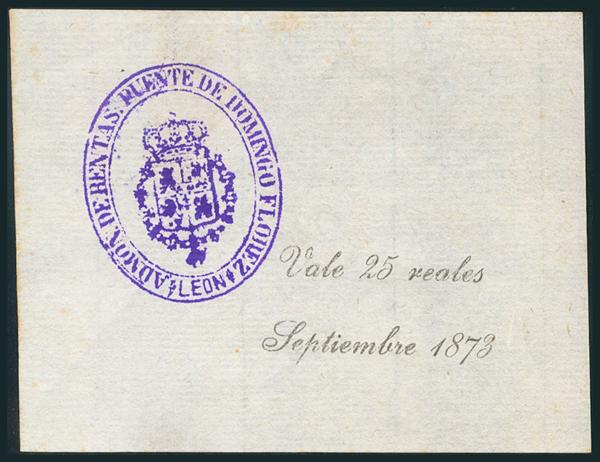 ADMON. DE RENTAS. PUENTE DE DOMINGO FLOREZ
LEON
Vale 25 reales
Septiembre 1873